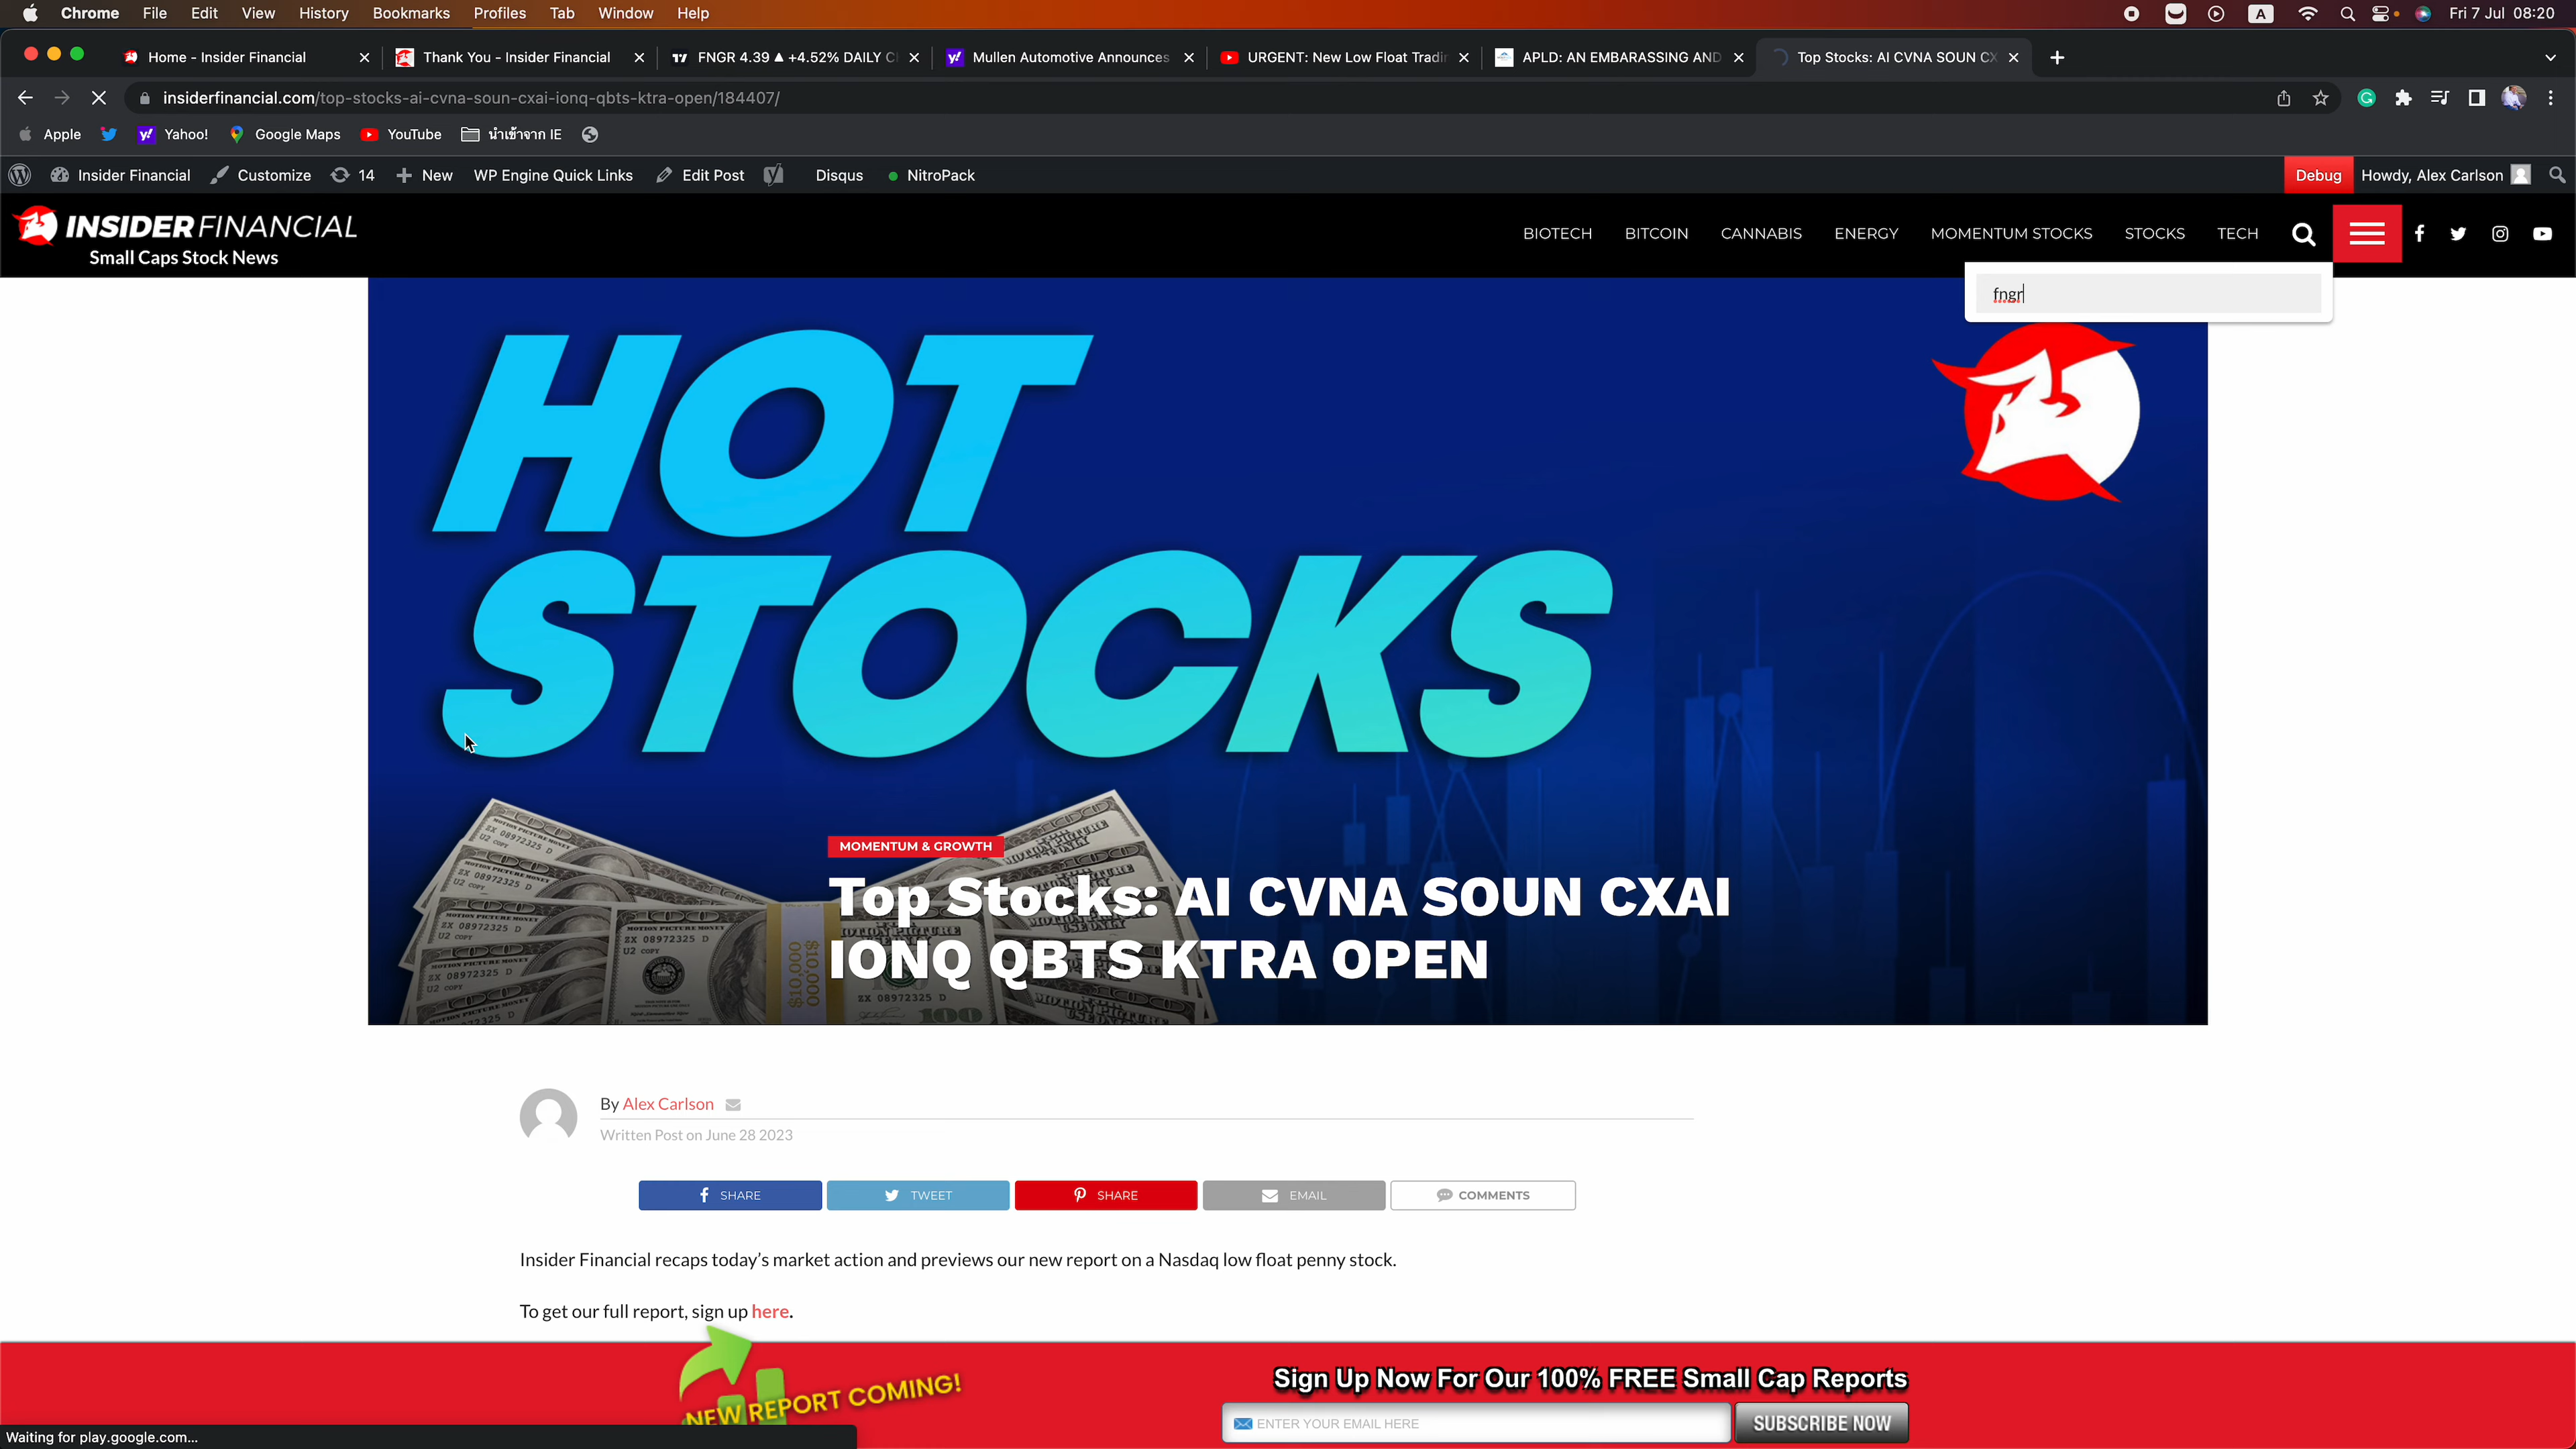 Chrome File Edit View History Bookmarks Profiles Tab Window Help A Fri 7 Jul 08:20
Home - Insider Financial Thank You - Insider Financial FNGR 4.39 ▲ +4.52% DAILY C Mullen Automotive Announces URGENT: New Low Float Tradin APLD: AN EMBARASSING AND Top Stocks: AI CVNA SOUN CX
insiderfinancial.com/top-stocks-ai-cvna-soun-cxai-ionq-qbts-ktra-open/184407/
Apple Yahoo! Google Maps YouTube นำเข้าจาก IE
Insider Financial Customize 14 New WP Engine Quick Links Edit Post Disqus NitroPack Debug Howdy, Alex Carlson
INSIDER FINANCIAL BIOTECH BITCOIN CANNABIS ENERGY MOMENTUM STOCKS STOCKS TECH
Small Caps Stock News
fngr
HOT
STOCKS
MOMENTUM & GROWTH
Top Stocks: AI CVNA SOUN CXAI
IONQ QBTS KTRA OPEN
By Alex Carlson
Written Post on June 28 2023
SHARE TWEET SHARE EMAIL COMMENTS
Insider Financial recaps today's market action and previews our new report on a Nasdaq low float penny stock.
To get our full report, sign up here.
NEW REPORT COMING!
Sign Up Now For Our 100% FREE Small Cap Reports
ENTER YOUR EMAIL HERE SUBSCRIBE NOW
Waiting for play.google.com...